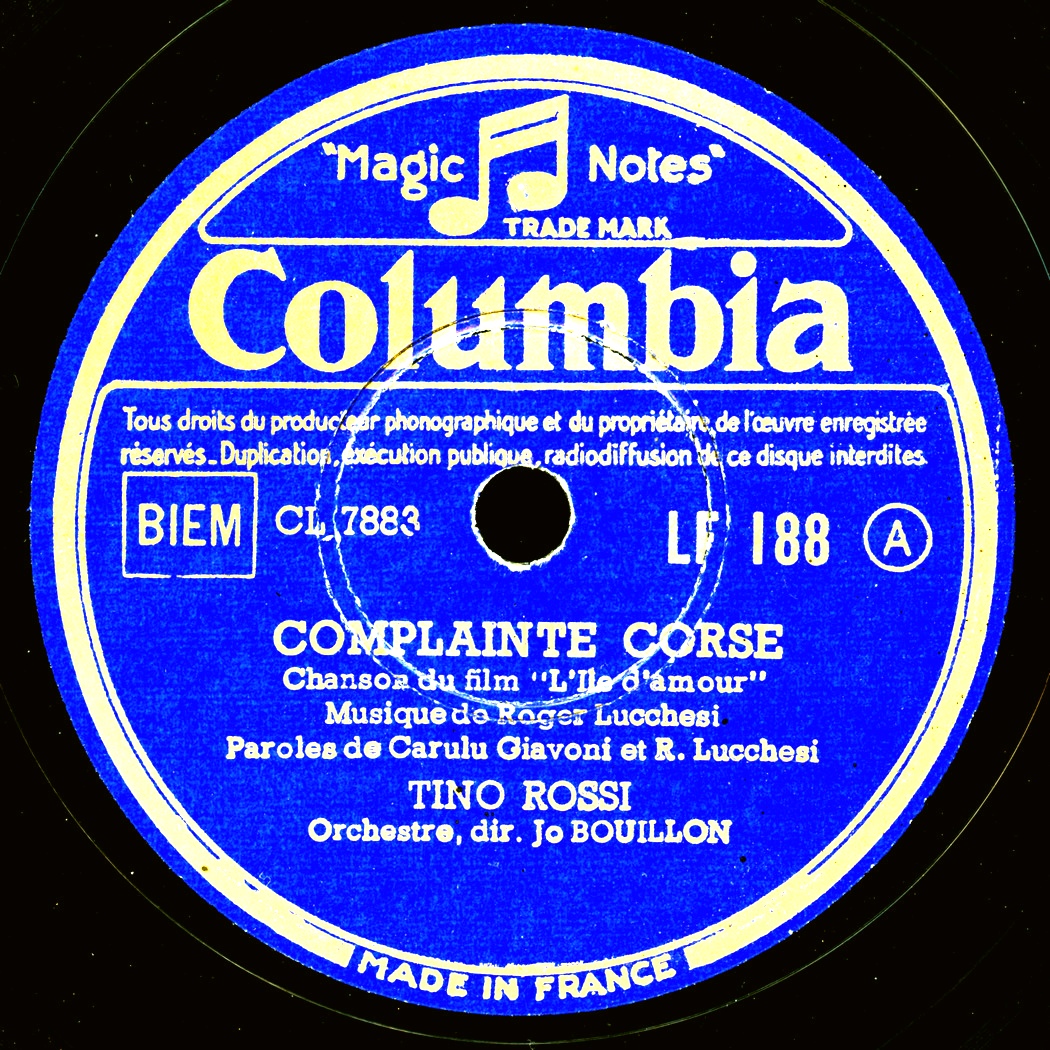 "Magic Notes"
TRADE MARK
Columbia
Tous droits du producteur phonographique et du propriétaire de l'œuvre enregistrée
réservés_Duplication, exécution publique, radiodiffusion de ce disque interdites.
BIEM CL 7883 LF 188 A
COMPLAINTE CORSE
Chanson du film "L'Ile d'amour"
Musique de Roger Lucchesi
Paroles de Carulu Giavoni et R. Lucchesi
TINO ROSSI
Orchestre, dir. Jo BOUILLON
MADE IN FRANCE